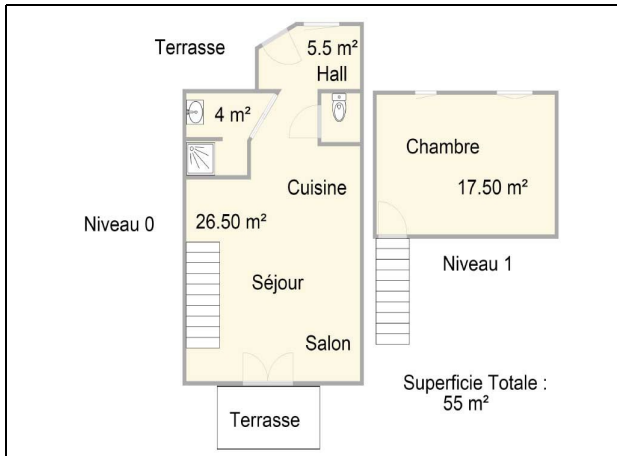 Terrasse
5.5 m²
Hall
4 m²
Cuisine
26.50 m²
Niveau 0
Séjour
Salon
Terrasse
Chambre
17.50 m²
Niveau 1
Superficie Totale :
55 m²